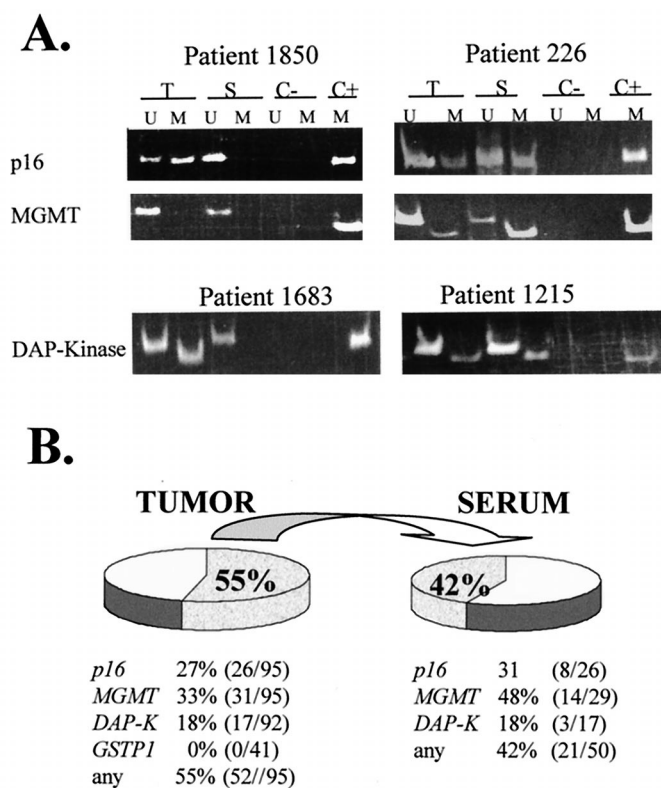 A.
Patient 1850 Patient 226
T S C- C+ T S C- C+
U M U M U M M U M U M U M M
p16
MGMT
Patient 1683 Patient 1215
DAP-Kinase
B.
TUMOR SERUM
55% 42%
p16 27% (26/95) p16 31 (8/26)
MGMT 33% (31/95) MGMT 48% (14/29)
DAP-K 18% (17/92) DAP-K 18% (3/17)
GSTP1 0% (0/41) any 42% (21/50)
any 55% (52//95)